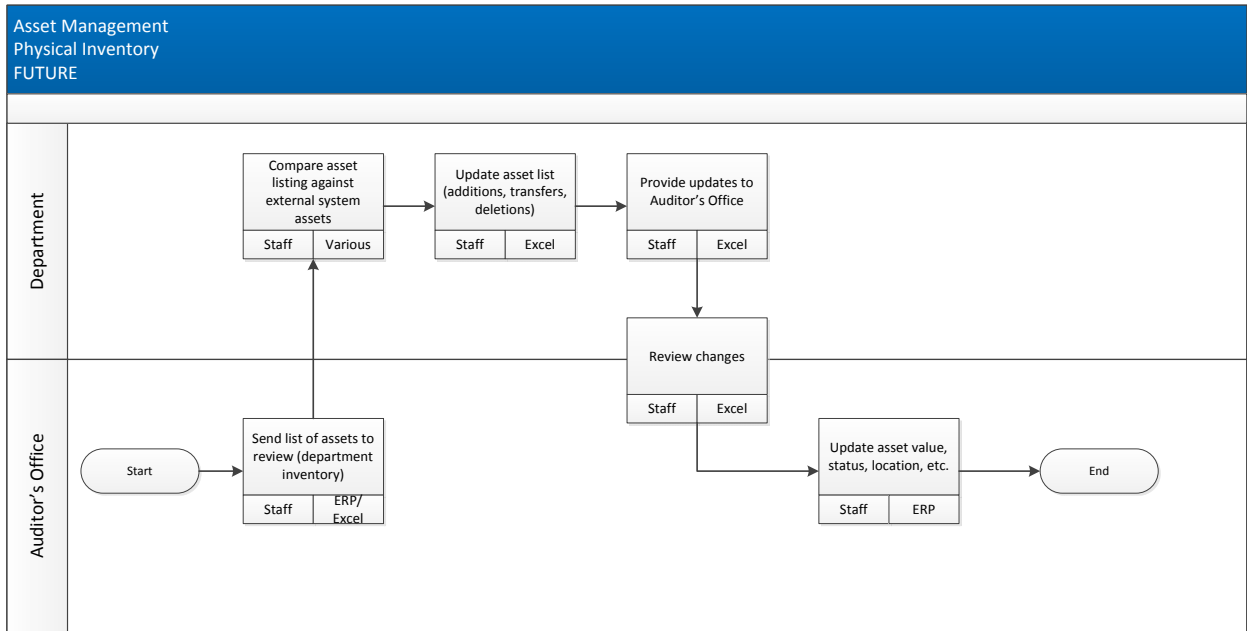 Asset Management
Physical Inventory
FUTURE
Department
Compare asset
listing against
external system
assets
Staff
Various
Update asset list
(additions, transfers,
deletions)
Staff
Excel
Provide updates to
Auditor’s Office
Staff
Excel
Review changes
Staff
Excel
Auditor’s Office
Start
Send list of assets to
review (department
inventory)
Staff
ERP/
Excel
Update asset value,
status, location, etc.
Staff
ERP
End